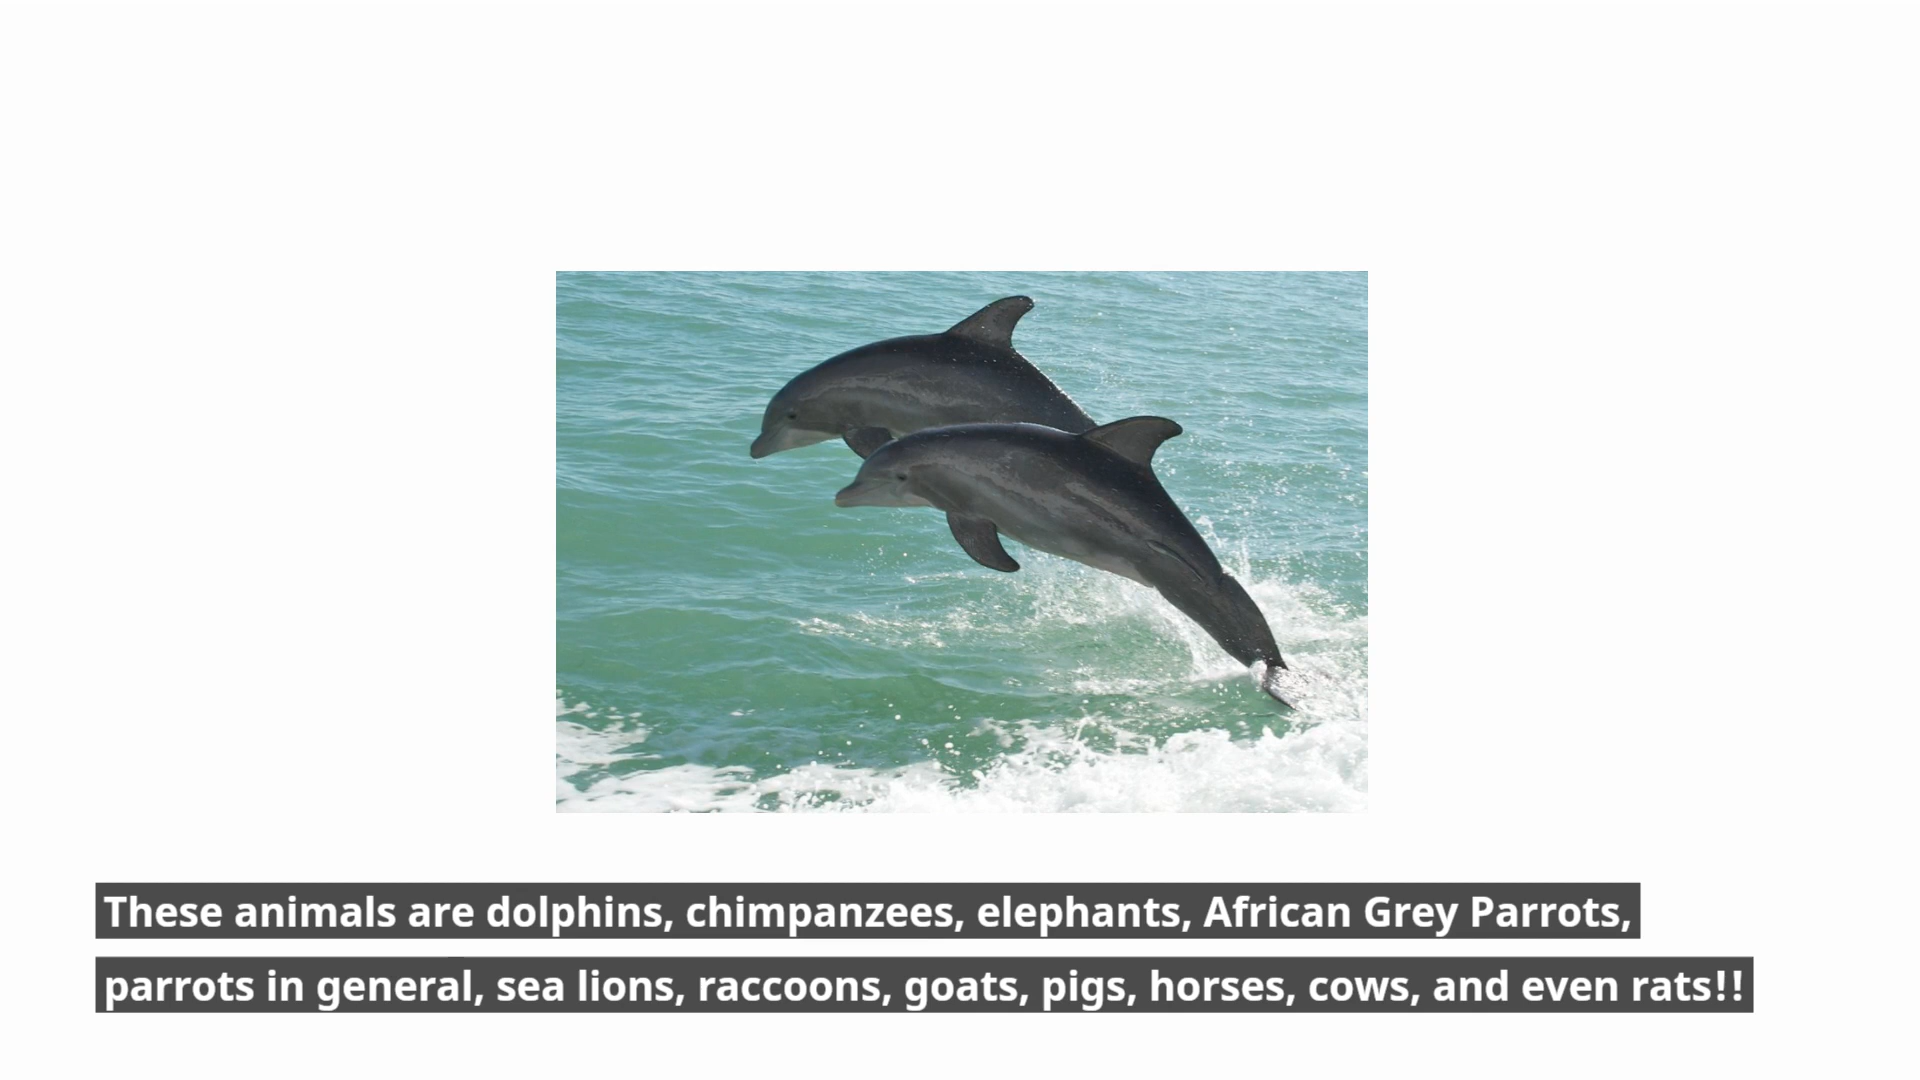 These animals are dolphins, chimpanzees, elephants, African Grey Parrots,
parrots in general, sea lions, raccoons, goats, pigs, horses, cows, and even rats!!